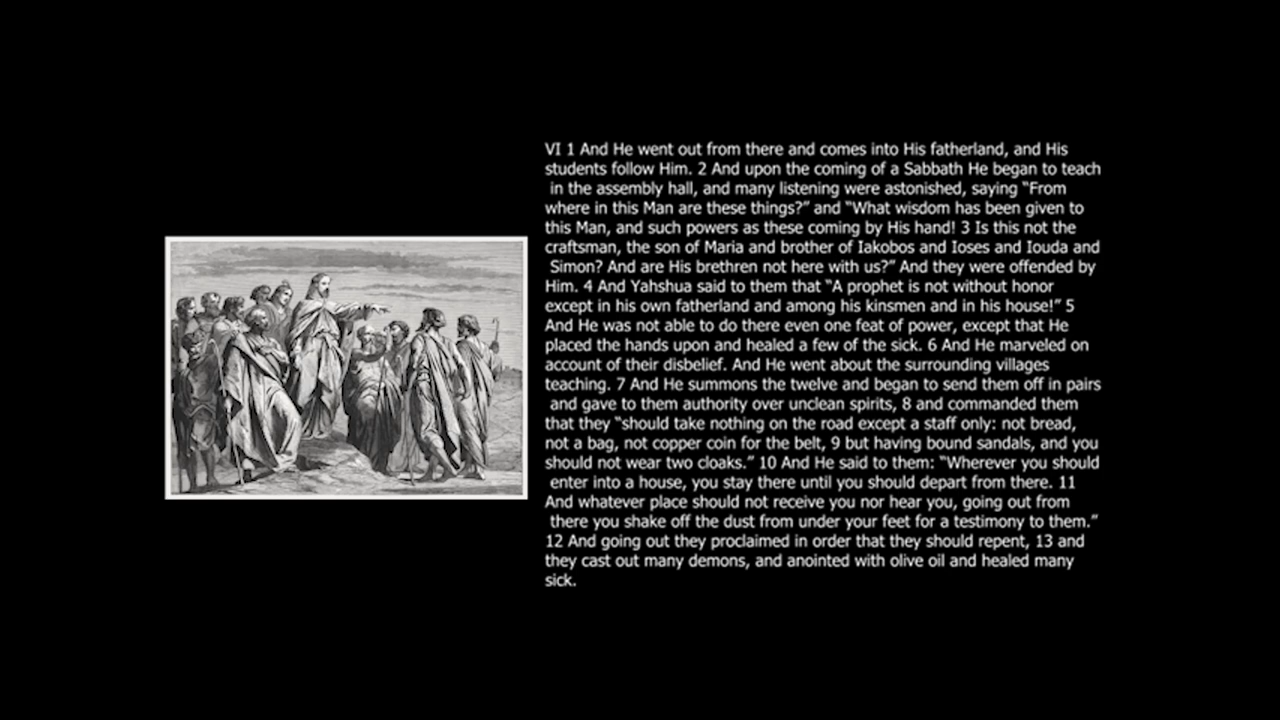 VI 1 And He went out from there and comes into His fatherland, and His
students follow Him. 2 And upon the coming of a Sabbath He began to teach
in the assembly hall, and many listening were astonished, saying “From
where in this Man are these things?” and “What wisdom has been given to
this Man, and such powers as these coming by His hand! 3 Is this not the
craftsman, the son of Maria and brother of Iakobos and Ioses and Iouda and
Simon? And are His brethren not here with us?” And they were offended by
Him. 4 And Yahshua said to them that “A prophet is not without honor
except in his own fatherland and among his kinsmen and in his house!” 5
And He was not able to do there even one feat of power, except that He
placed the hands upon and healed a few of the sick. 6 And He marveled on
account of their disbelief. And He went about the surrounding villages
teaching. 7 And He summons the twelve and began to send them off in pairs
and gave to them authority over unclean spirits, 8 and commanded them
that they “should take nothing on the road except a staff only: not bread,
not a bag, not copper coin for the belt, 9 but having bound sandals, and you
should not wear two cloaks.” 10 And He said to them: “Wherever you should
enter into a house, you stay there until you should depart from there. 11
And whatever place should not receive you nor hear you, going out from
there you shake off the dust from under your feet for a testimony to them.”
12 And going out they proclaimed in order that they should repent, 13 and
they cast out many demons, and anointed with olive oil and healed many
sick.